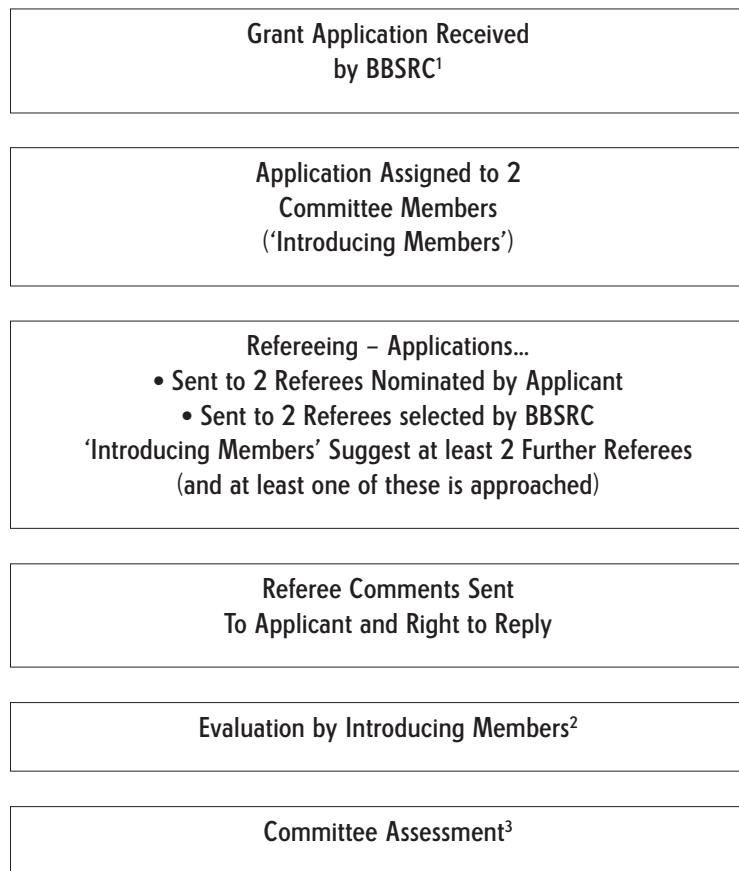 Grant Application Received
by BBSRC¹
Application Assigned to 2
Committee Members
(‘Introducing Members’)
Refereeing – Applications...
• Sent to 2 Referees Nominated by Applicant
• Sent to 2 Referees selected by BBSRC
‘Introducing Members’ Suggest at least 2 Further Referees
(and at least one of these is approached)
Referee Comments Sent
To Applicant and Right to Reply
Evaluation by Introducing Members²
Committee Assessment³